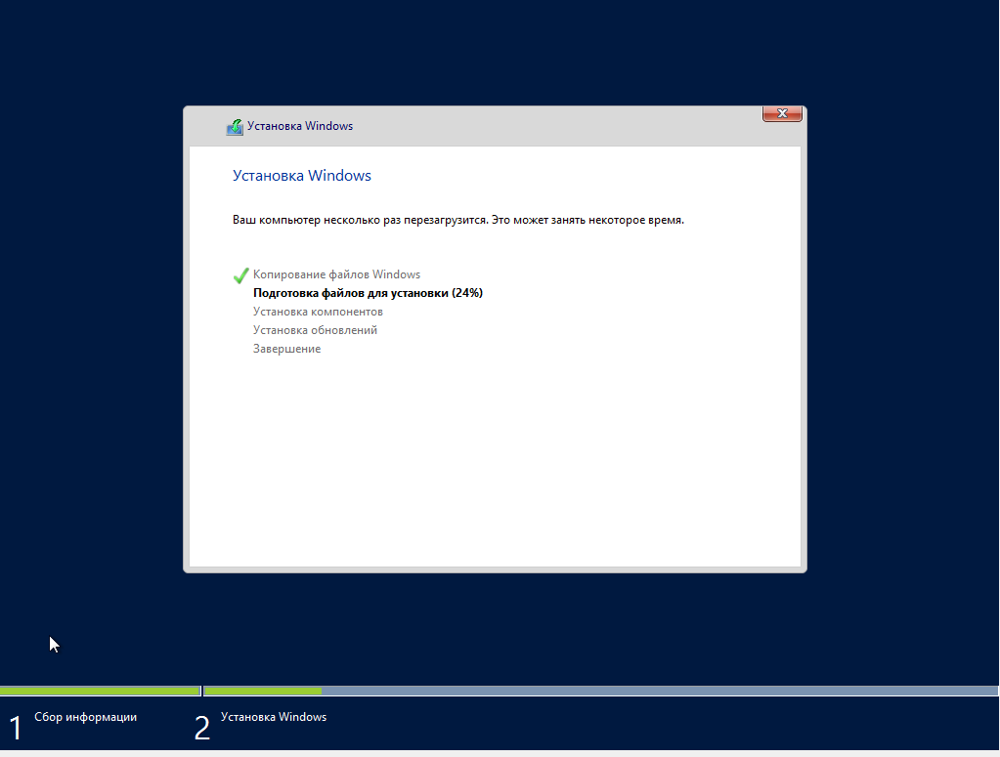 Установка Windows
Установка Windows
Ваш компьютер несколько раз перезагрузится. Это может занять некоторое время.
Копирование файлов Windows
Подготовка файлов для установки (24%)
Установка компонентов
Установка обновлений
Завершение
1 Сбор информации
2 Установка Windows